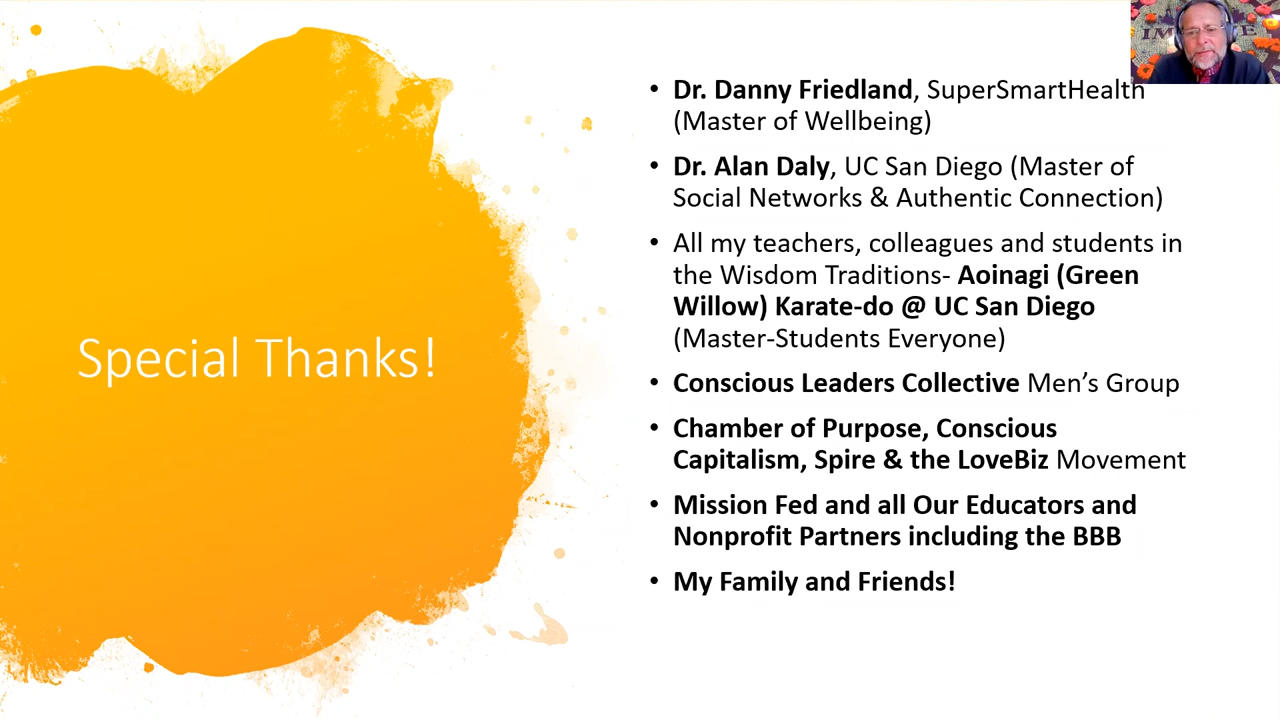 Special Thanks!
• Dr. Danny Friedland, SuperSmartHealth
(Master of Wellbeing)
• Dr. Alan Daly, UC San Diego (Master of
Social Networks & Authentic Connection)
• All my teachers, colleagues and students in
the Wisdom Traditions- Aoinagi (Green
Willow) Karate-do @ UC San Diego
(Master-Students Everyone)
• Conscious Leaders Collective Men’s Group
• Chamber of Purpose, Conscious
Capitalism, Spire & the LoveBiz Movement
• Mission Fed and all Our Educators and
Nonprofit Partners including the BBB
• My Family and Friends!